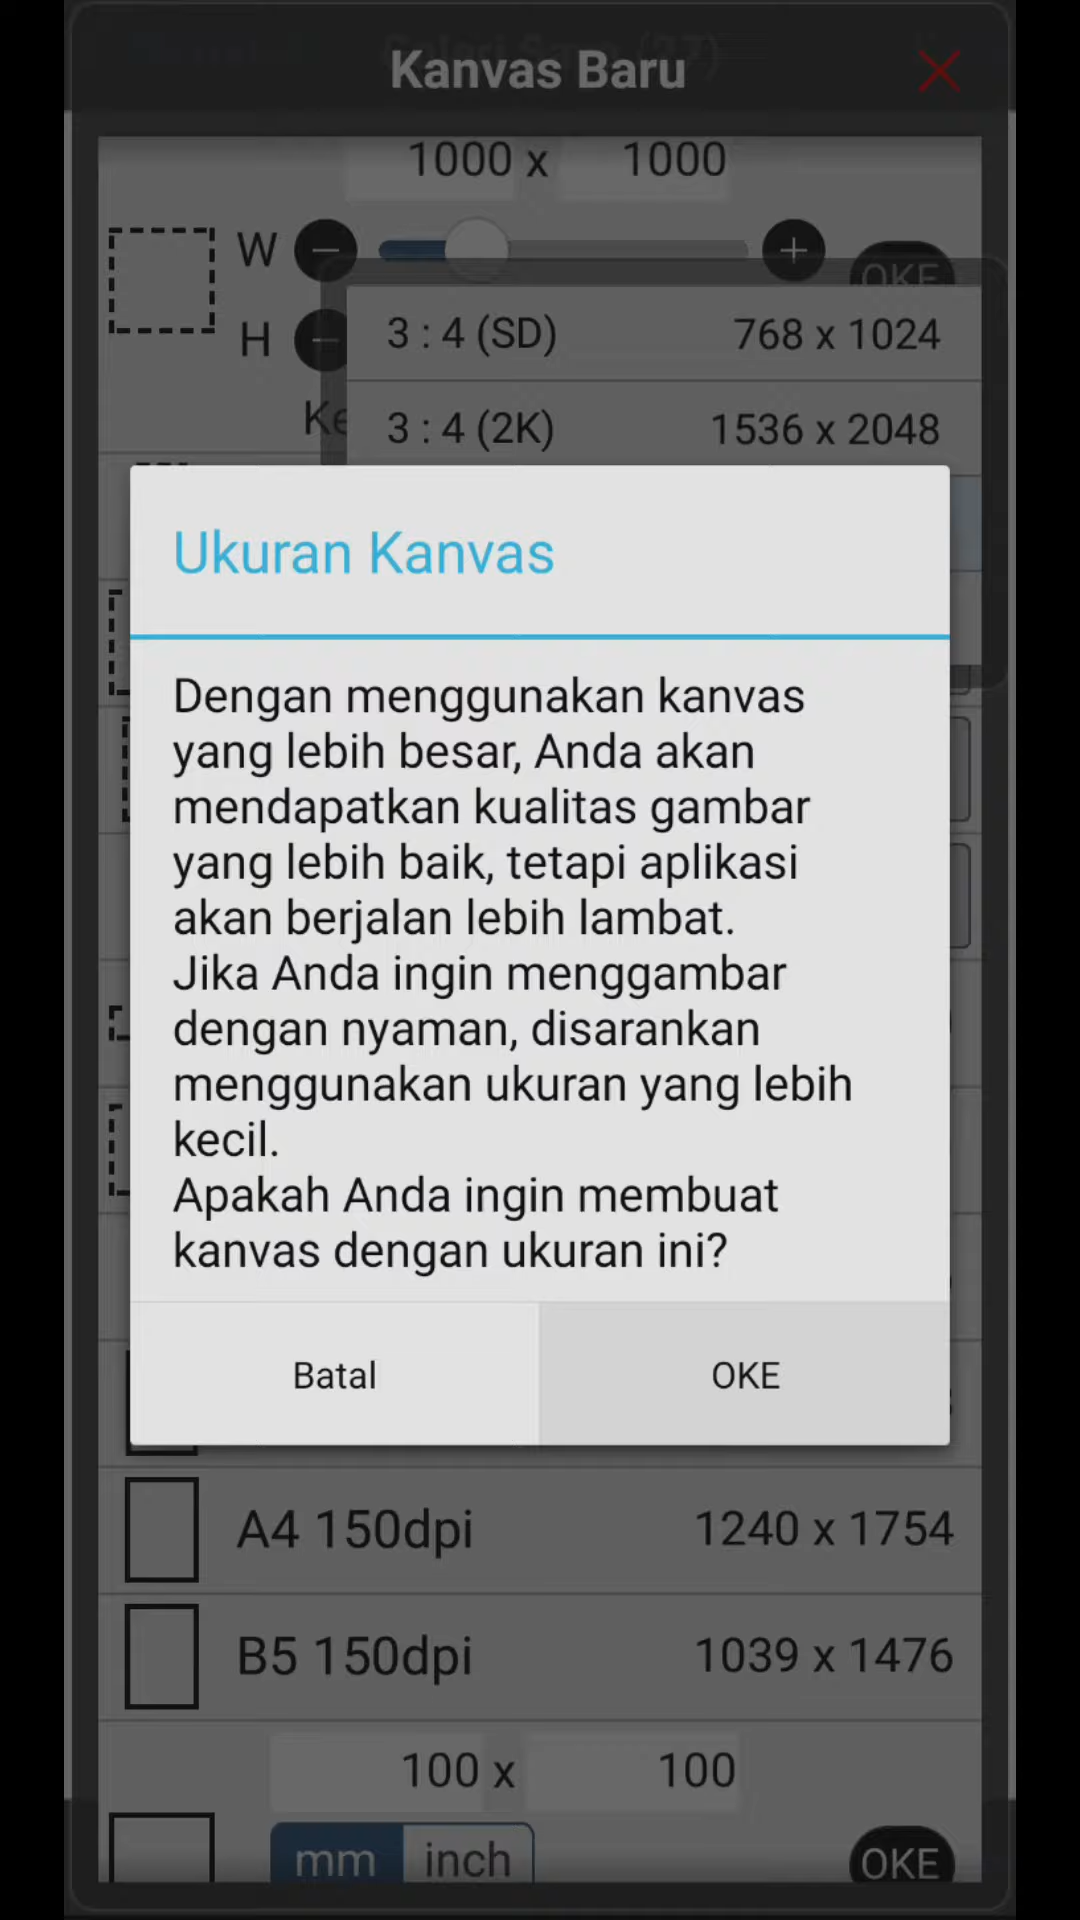 Kanvas Baru
1000 x 1000
W
OKE
H
3 : 4 (SD) 768 x 1024
Ke
3 : 4 (2K) 1536 x 2048
Ukuran Kanvas
Dengan menggunakan kanvas
yang lebih besar, Anda akan
mendapatkan kualitas gambar
yang lebih baik, tetapi aplikasi
akan berjalan lebih lambat.
Jika Anda ingin menggambar
dengan nyaman, disarankan
menggunakan ukuran yang lebih
kecil.
Apakah Anda ingin membuat
kanvas dengan ukuran ini?
Batal OKE
A4 150dpi 1240 x 1754
B5 150dpi 1039 x 1476
100 x 100
mm inch OKE